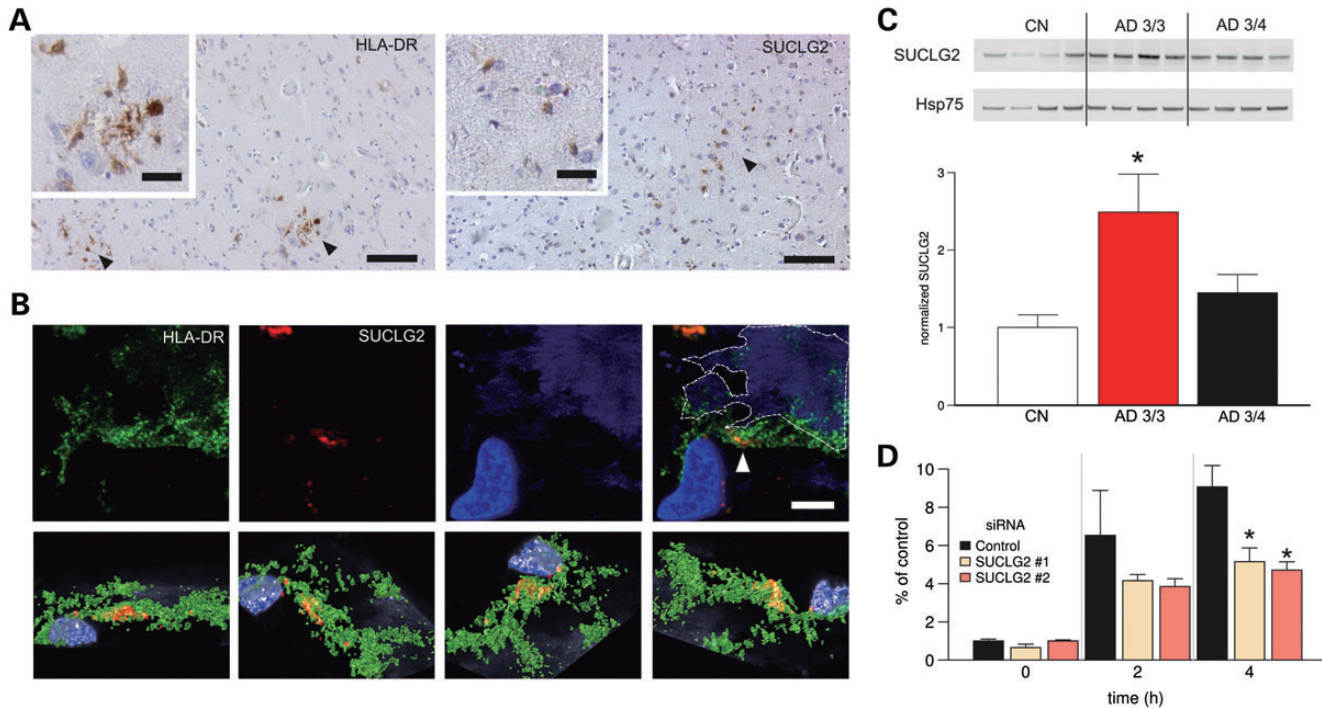 A
HLA-DR
SUCLG2
B
HLA-DR
SUCLG2
C
CN AD 3/3 AD 3/4
SUCLG2
Hsp75
*
normalized SUCLG2
3
2
1
0
CN AD 3/3 AD 3/4
D
% of control
10
8
6
4
2
0
siRNA
Control
SUCLG2 #1
SUCLG2 #2
* *
0 2 4
time (h)